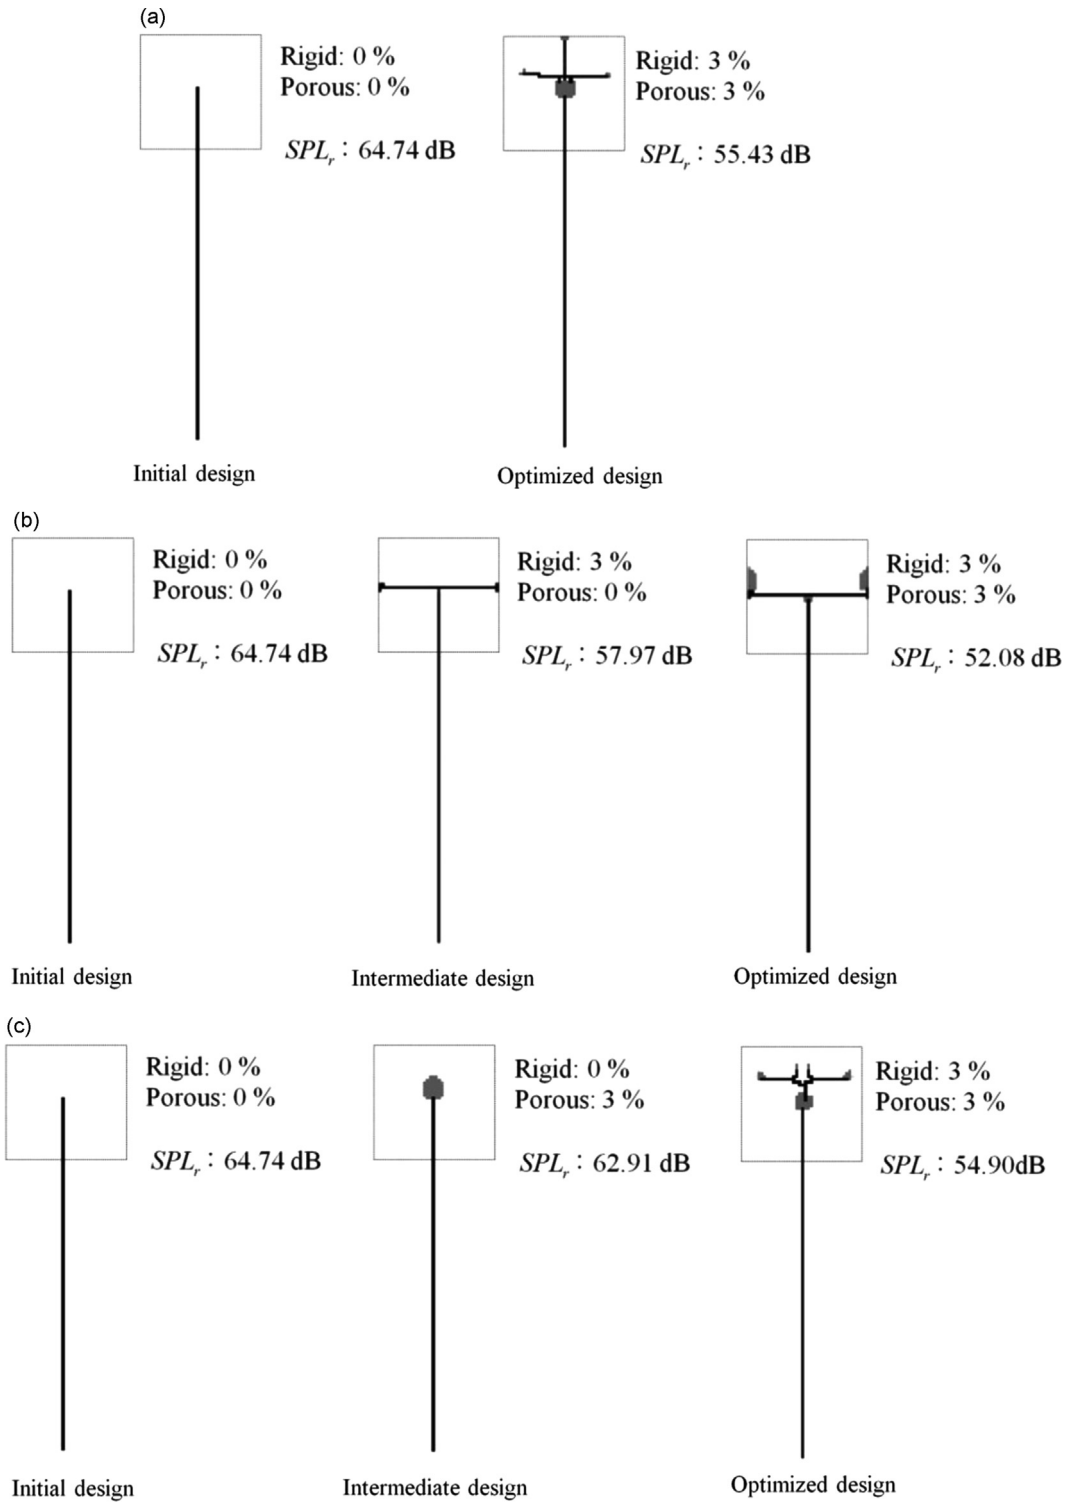 (a)
Rigid: 0 %
Porous: 0 %
SPLr : 64.74 dB
Initial design
Rigid: 3 %
Porous: 3 %
SPLr : 55.43 dB
Optimized design
(b)
Rigid: 0 %
Porous: 0 %
SPLr : 64.74 dB
Initial design
Rigid: 3 %
Porous: 0 %
SPLr : 57.97 dB
Intermediate design
Rigid: 3 %
Porous: 3 %
SPLr : 52.08 dB
Optimized design
(c)
Rigid: 0 %
Porous: 0 %
SPLr : 64.74 dB
Initial design
Rigid: 0 %
Porous: 3 %
SPLr : 62.91 dB
Intermediate design
Rigid: 3 %
Porous: 3 %
SPLr : 54.90dB
Optimized design